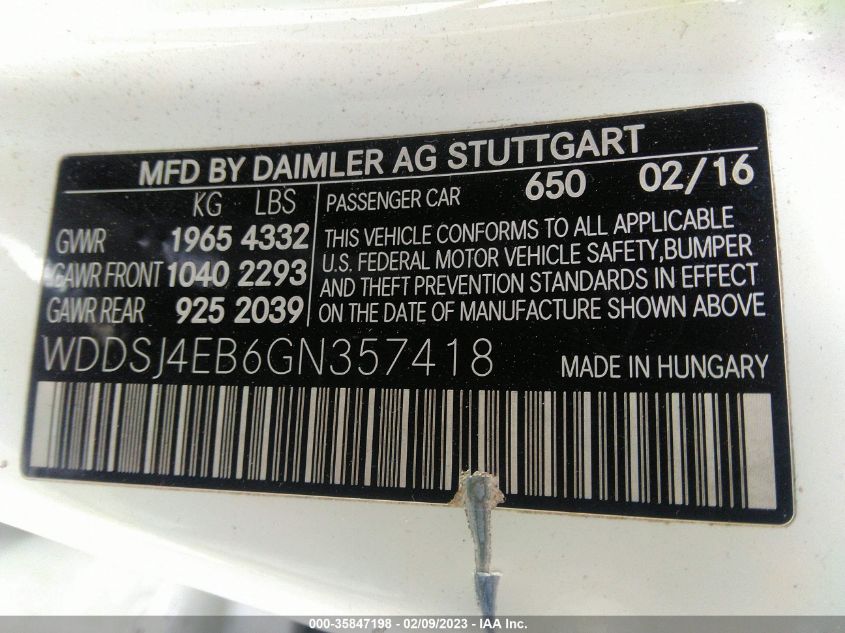 MFD BY DAIMLER AG STUTTGART
KG LBS
GVWR 1965 4332
GAWR FRONT 1040 2293
GAWR REAR 925 2039
PASSENGER CAR 650 02/16
THIS VEHICLE CONFORMS TO ALL APPLICABLE
U.S. FEDERAL MOTOR VEHICLE SAFETY,BUMPER
AND THEFT PREVENTION STANDARDS IN EFFECT
ON THE DATE OF MANUFACTURE SHOWN ABOVE
WDDSJ4EB6GN357418 MADE IN HUNGARY
000-35847198 - 02/09/2023 - IAA Inc.